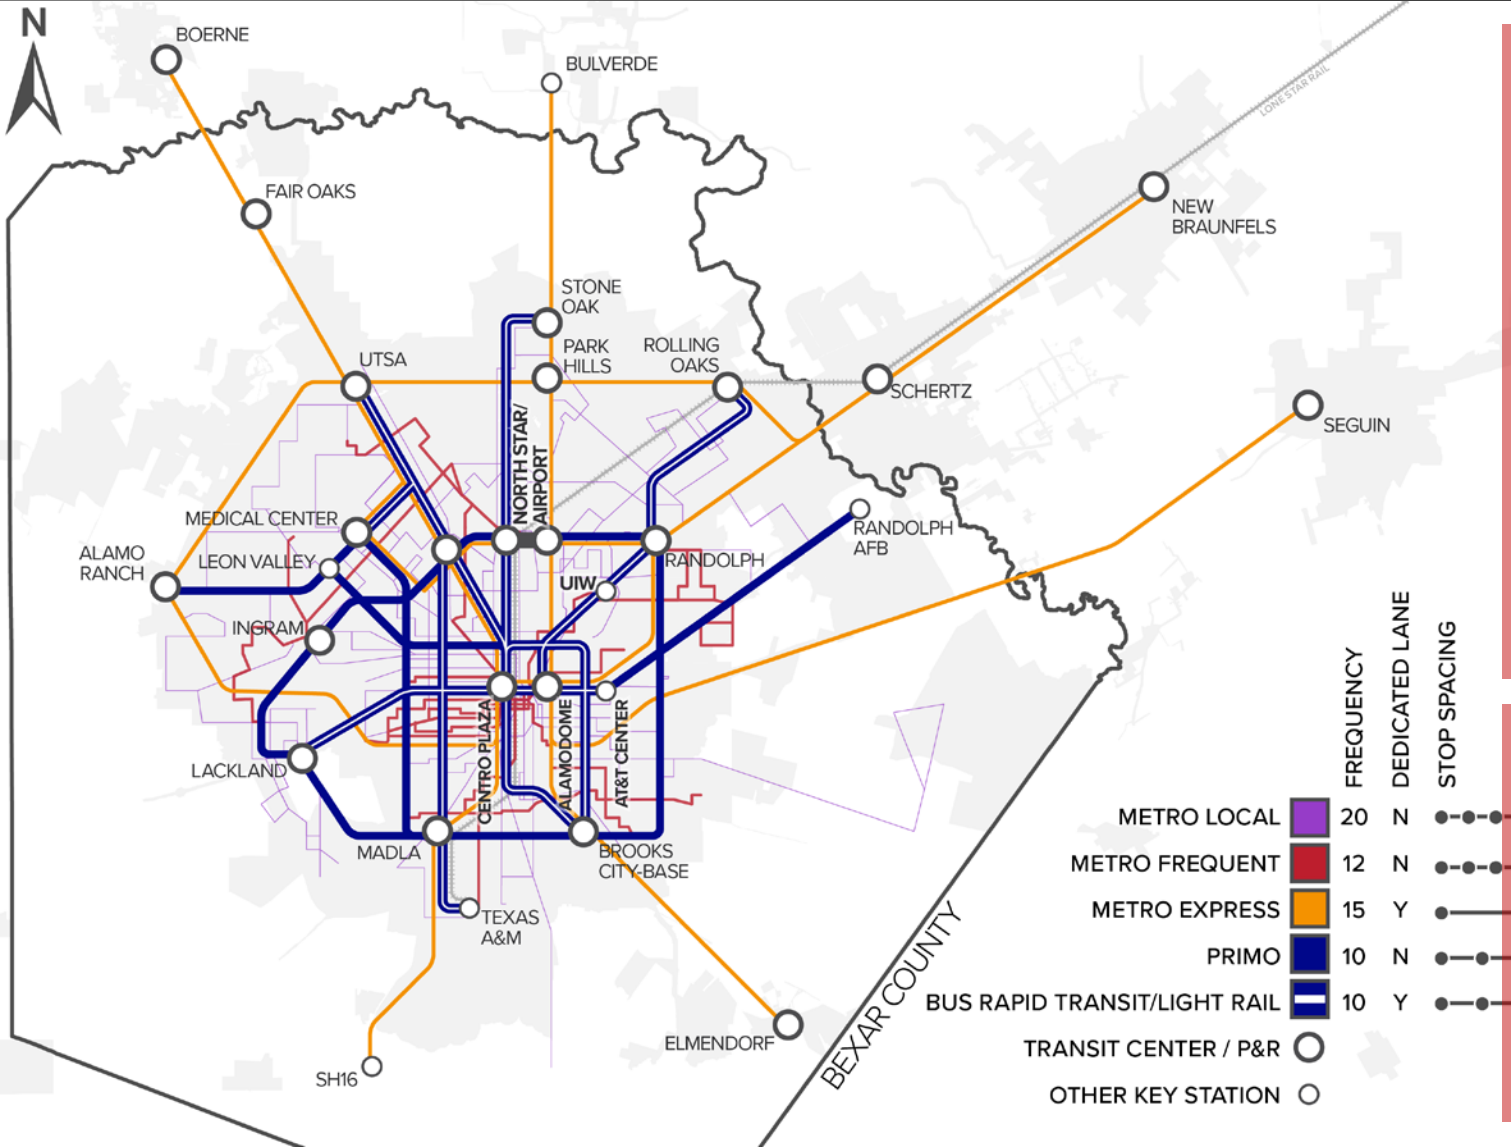 N
BOERNE
BULVERDE
LONE STAR RAIL
FAIR OAKS
NEW
BRAUNFELS
STONE
OAK
PARK
HILLS
ROLLING
OAKS
UTSA
SCHERTZ
SEGUIN
NORTH STAR/
AIRPORT
MEDICAL CENTER
RANDOLPH
AFB
ALAMO
RANCH
LEON VALLEY
RANDOLPH
UIW
INGRAM
CENTRO PLAZA
ALAMODOME
AT&T CENTER
LACKLAND
MADLA
BROOKS
CITY-BASE
TEXAS
A&M
ELMENDORF
SH16
BEXAR COUNTY
FREQUENCY
DEDICATED LANE
STOP SPACING
METRO LOCAL 20 N
METRO FREQUENT 12 N
METRO EXPRESS 15 Y
PRIMO 10 N
BUS RAPID TRANSIT/LIGHT RAIL 10 Y
TRANSIT CENTER / P&R
OTHER KEY STATION